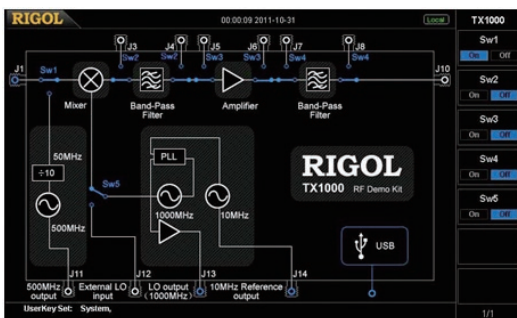 RIGOL
00:00:09 2011-10-31
Local
TX1000
Sw1
On Off
Sw2
On Off
Sw3
On Off
Sw4
On Off
Sw5
On Off
1/1
J1
Sw1
J3
Sw2
J4
Sw2
J5
Sw3
J6
Sw3
J7
Sw4
J8
Sw4
J10
Mixer
Band-Pass
Filter
Amplifier
Band-Pass
Filter
50MHz
÷10
500MHz
Sw5
PLL
1000MHz
10MHz
RIGOL
TX1000 RF Demo Kit
USB
J11
J12
J13
J14
500MHz
output
External LO
input
LO output
(1000MHz)
10MHz Reference
output
UserKey Set: System,